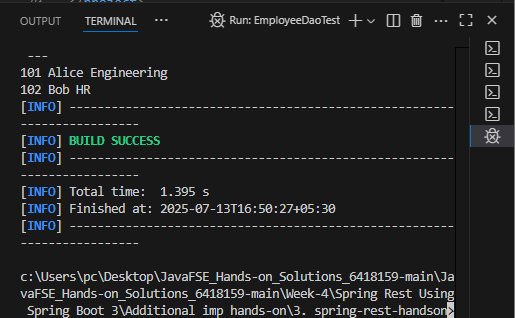 OUTPUT TERMINAL ... Run: EmployeeDaoTest
---
101 Alice Engineering
102 Bob HR
[INFO] -------------------------------------------------------
-----------------
[INFO] BUILD SUCCESS
[INFO] -------------------------------------------------------
-----------------
[INFO] Total time:  1.395 s
[INFO] Finished at: 2025-07-13T16:50:27+05:30
[INFO] -------------------------------------------------------
-----------------
c:\Users\pc\Desktop\JavaFSE_Hands-on_Solutions_6418159-main\Ja
vaFSE_Hands-on_Solutions_6418159-main\Week-4\Spring Rest Using
 Spring Boot 3\Additional imp hands-on\3. spring-rest-handson>